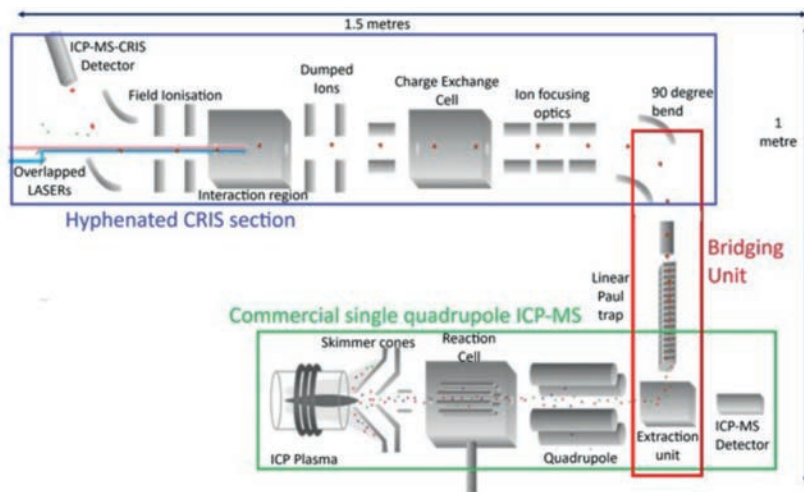 1.5 metres
ICP-MS-CRIS
Detector
Field Ionisation
Dumped
Ions
Charge Exchange
Cell
Ion focusing
optics
90 degree
bend
1
metre
Overlapped
LASERs
Interaction region
Hyphenated CRIS section
Bridging
Unit
Linear
Paul
trap
Commercial single quadrupole ICP-MS
Skimmer cones
Reaction
Cell
ICP Plasma
Quadrupole
Extraction
unit
ICP-MS
Detector